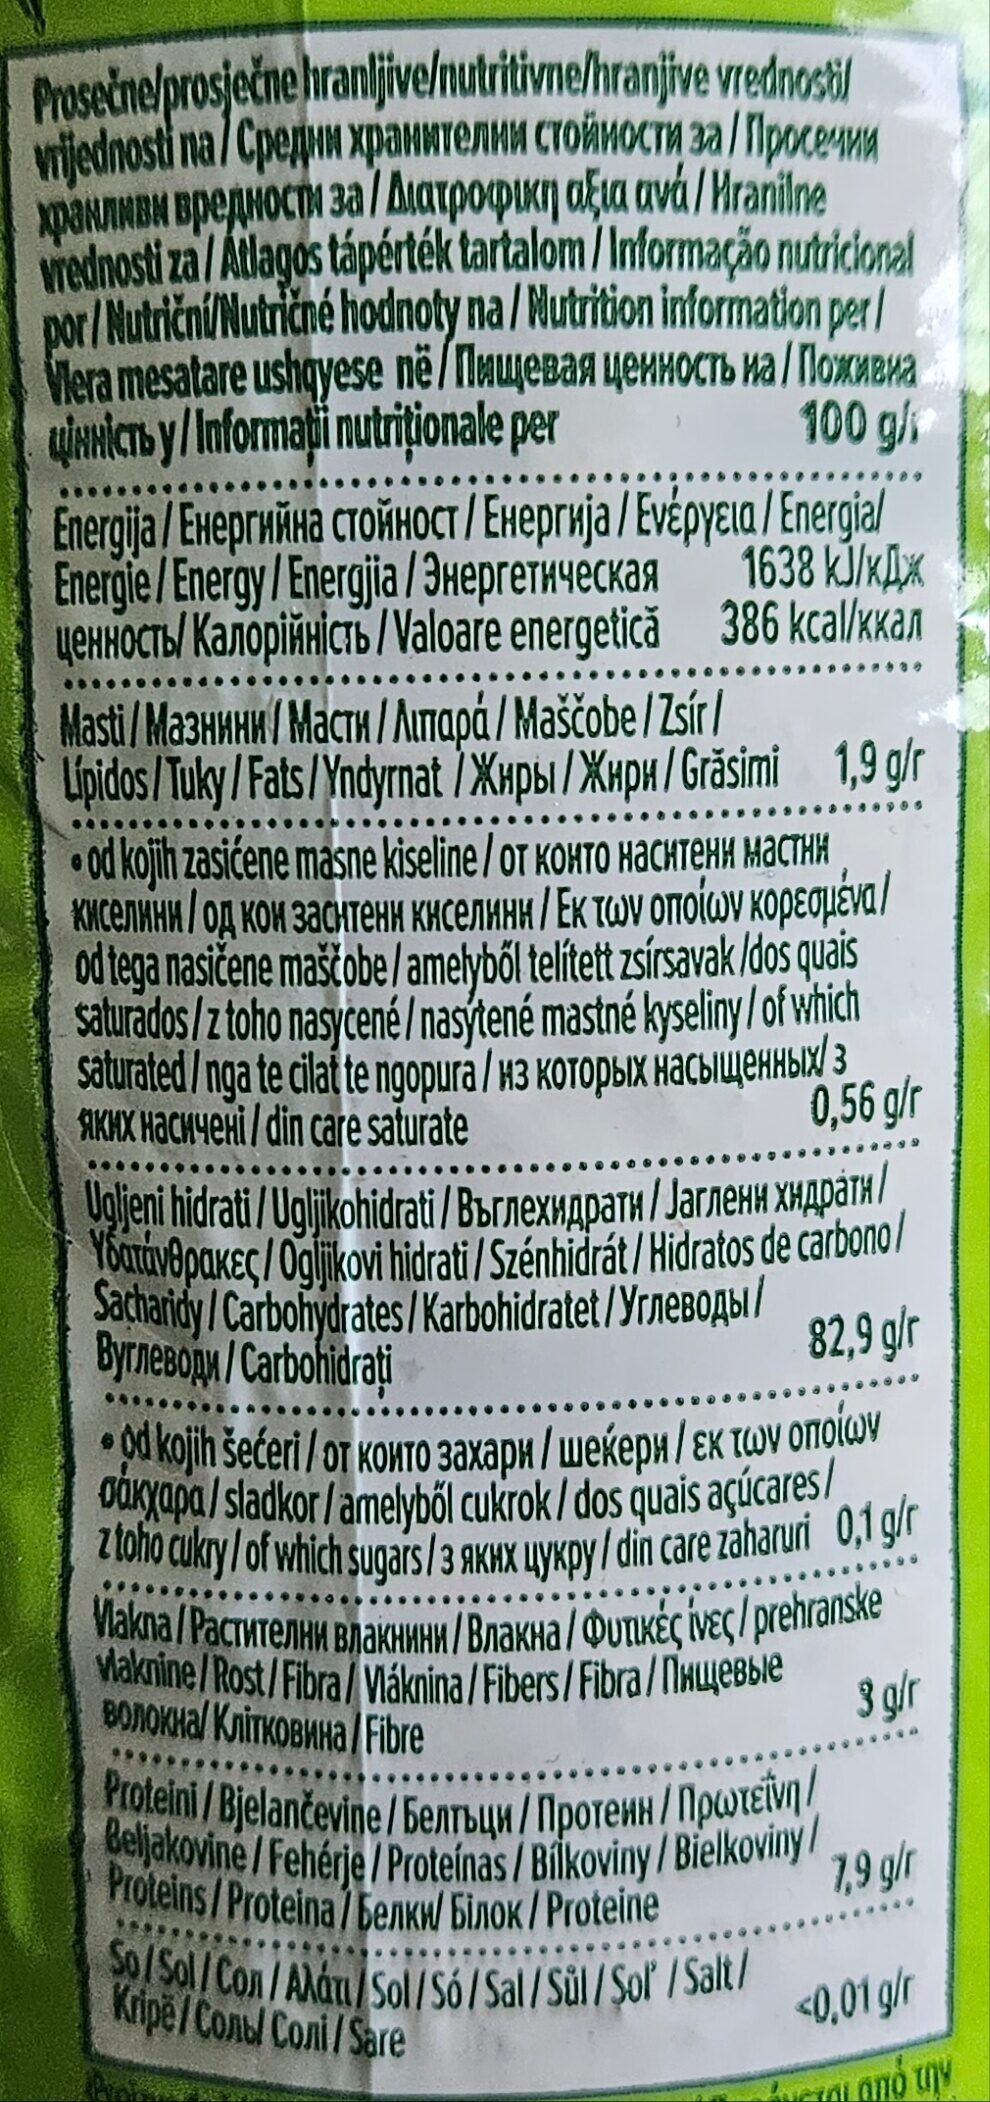 Prosečne/prosječne hranljive/nutritivne/hranjive vrednosti/
vrijednosti na / Средни хранителни стойности за / Просечни
хранливи вредности за / Διατροφικη αξια ανά / Hranilne
vrednosti za / Átlagos tápérték tartalom / Informação nutricional
por / Nutriční/Nutričné hodnoty na / Nutrition information per /
Vlera mesatare ushqyese në / Пищевая ценность на / Поживна
цінність у / Informații nutriționale per 100 g/г
Energija / Енергийна стойност / Енергија / Ενέργεια / Energia/
Energie / Energy / Energjia / Энергетическая 1638 kJ/кДж
ценность/ Калорійність / Valoare energetică 386 kcal/ккал
Masti / Мазнини / Масти / Λιπαρά / Maščobe / Zsír /
Lípidos / Tuky / Fats / Yndyrnat / Жиры / Жири / Grăsimi 1,9 g/г
• od kojih zasićene masne kiseline / от които наситени мастни
киселини / од кои заситени киселини / Εκ των οποίων κορεσμένα /
od tega nasičene maščobe / amelyből telített zsírsavak /dos quais
saturados / z toho nasycené / nasýtené mastné kyseliny / of which
saturated / nga te cilat te ngopura / из которых насыщенных/ з
яких насичені / din care saturate 0,56 g/г
Ugljeni hidrati / Ugljikohidrati / Въглехидрати / Јаглени хидрати /
Υδατάνθρακες / Ogljikovi hidrati / Szénhidrát / Hidratos de carbono /
Sacharidy / Carbohydrates / Karbohidratet / Углеводы /
Вуглеводи / Carbohidrați 82,9 g/г
• od kojih šećeri / от които захари / шеќери / εκ των οποίων
σάκχαρα / sladkor / amelyből cukrok / dos quais açúcares /
z toho cukry / of which sugars / з яких цукру / din care zaharuri 0,1 g/г
Vlakna / Растителни влакнини / Влакна / Φυτικές ίνες / prehranske
vlaknine / Rost / Fibra / Vláknina / Fibers / Fibra / Пищевые
волокна/ Клітковина / Fibre 3 g/г
Proteini / Bjelančevine / Белтъци / Протеини / Πρωτεΐνη /
Beljakovine / Fehérje / Proteínas / Bílkoviny / Bielkoviny /
Proteins / Proteina / Белки/ Білок / Proteine 7,9 g/г
So / Sol / Сол / Αλάτι / Sol / Só / Sal / Sůl / Soľ / Salt /
Kripë / Соль/ Солі / Sare <0,01 g/г
από την